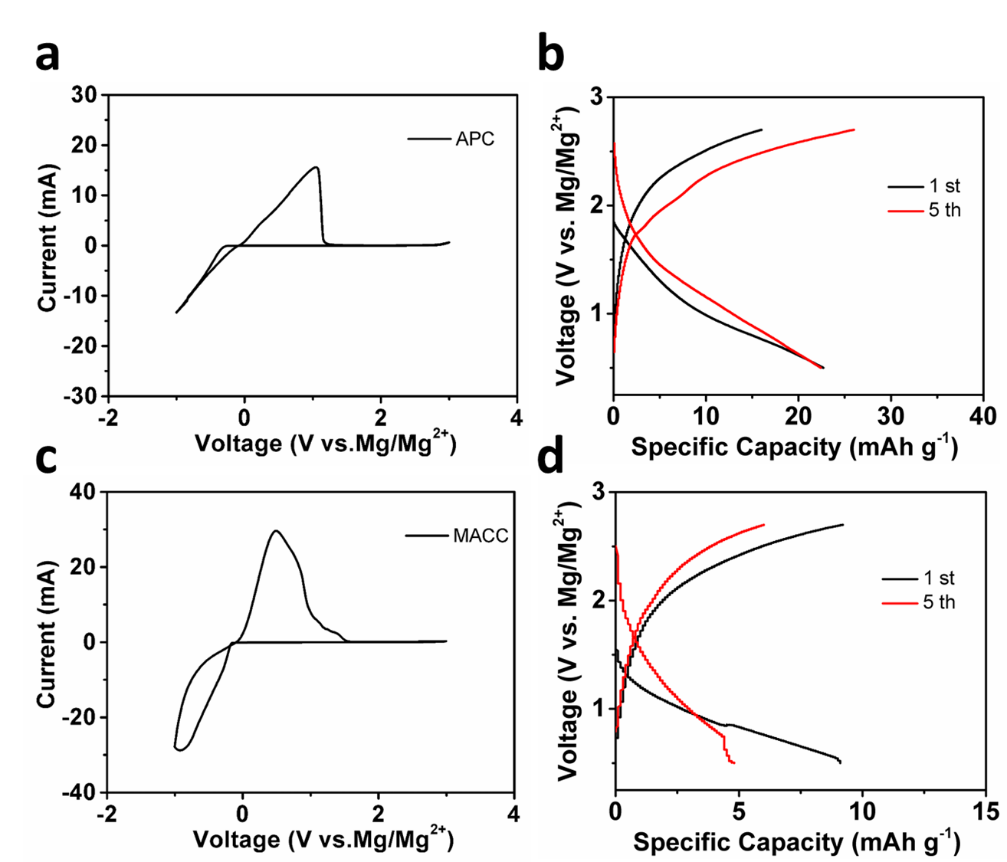 a
30
20
10
0
-10
-20
-30
-2
0
2
4
Current (mA)
Voltage (V vs.Mg/Mg2+)
APC
b
3
2
1
0
10
20
30
40
Voltage (V vs. Mg/Mg2+)
Specific Capacity (mAh g-1)
1 st
5 th
c
40
20
0
-20
-40
-2
0
2
4
Current (mA)
Voltage (V vs.Mg/Mg2+)
MACC
d
3
2
1
0
5
10
15
Voltage (V vs. Mg/Mg2+)
Specific Capacity (mAh g-1)
1 st
5 th